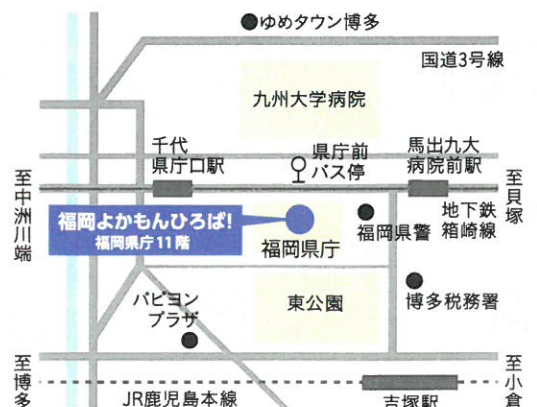 ゆめタウン博多
国道3号線
九州大学病院
千代
県庁口駅
県庁前
バス停
馬出九大
病院前駅
至中洲川端
至貝塚
福岡よかもんひろば!
福岡県庁11階
福岡県庁
福岡県警
地下鉄
箱崎線
東公園
博多税務署
パピヨン
プラザ
至博多
JR鹿児島本線
吉塚駅
至小倉